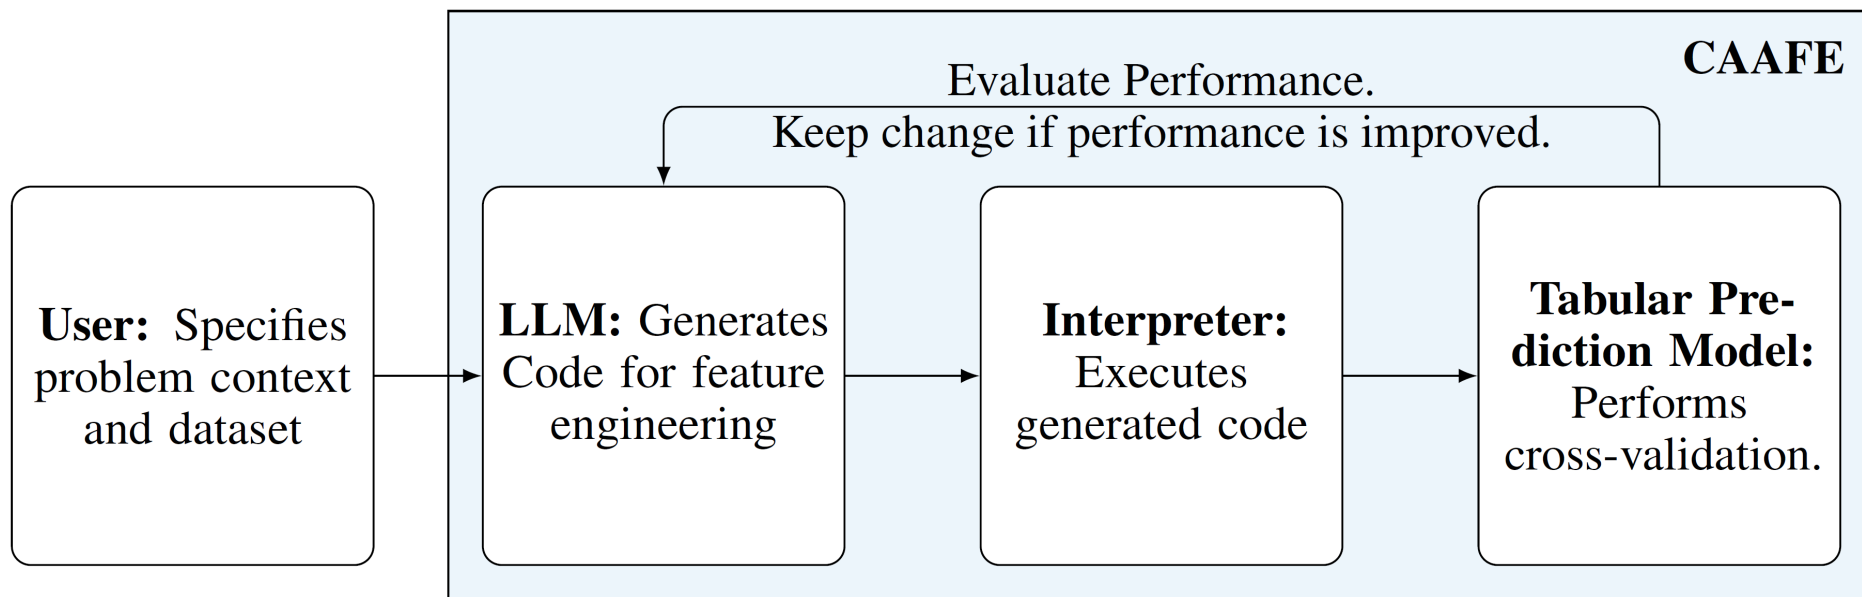 CAAFE
Evaluate Performance.
Keep change if performance is improved.
User: Specifies
problem context
and dataset
LLM: Generates
Code for feature
engineering
Interpreter:
Executes
generated code
Tabular Pre-
diction Model:
Performs
cross-validation.